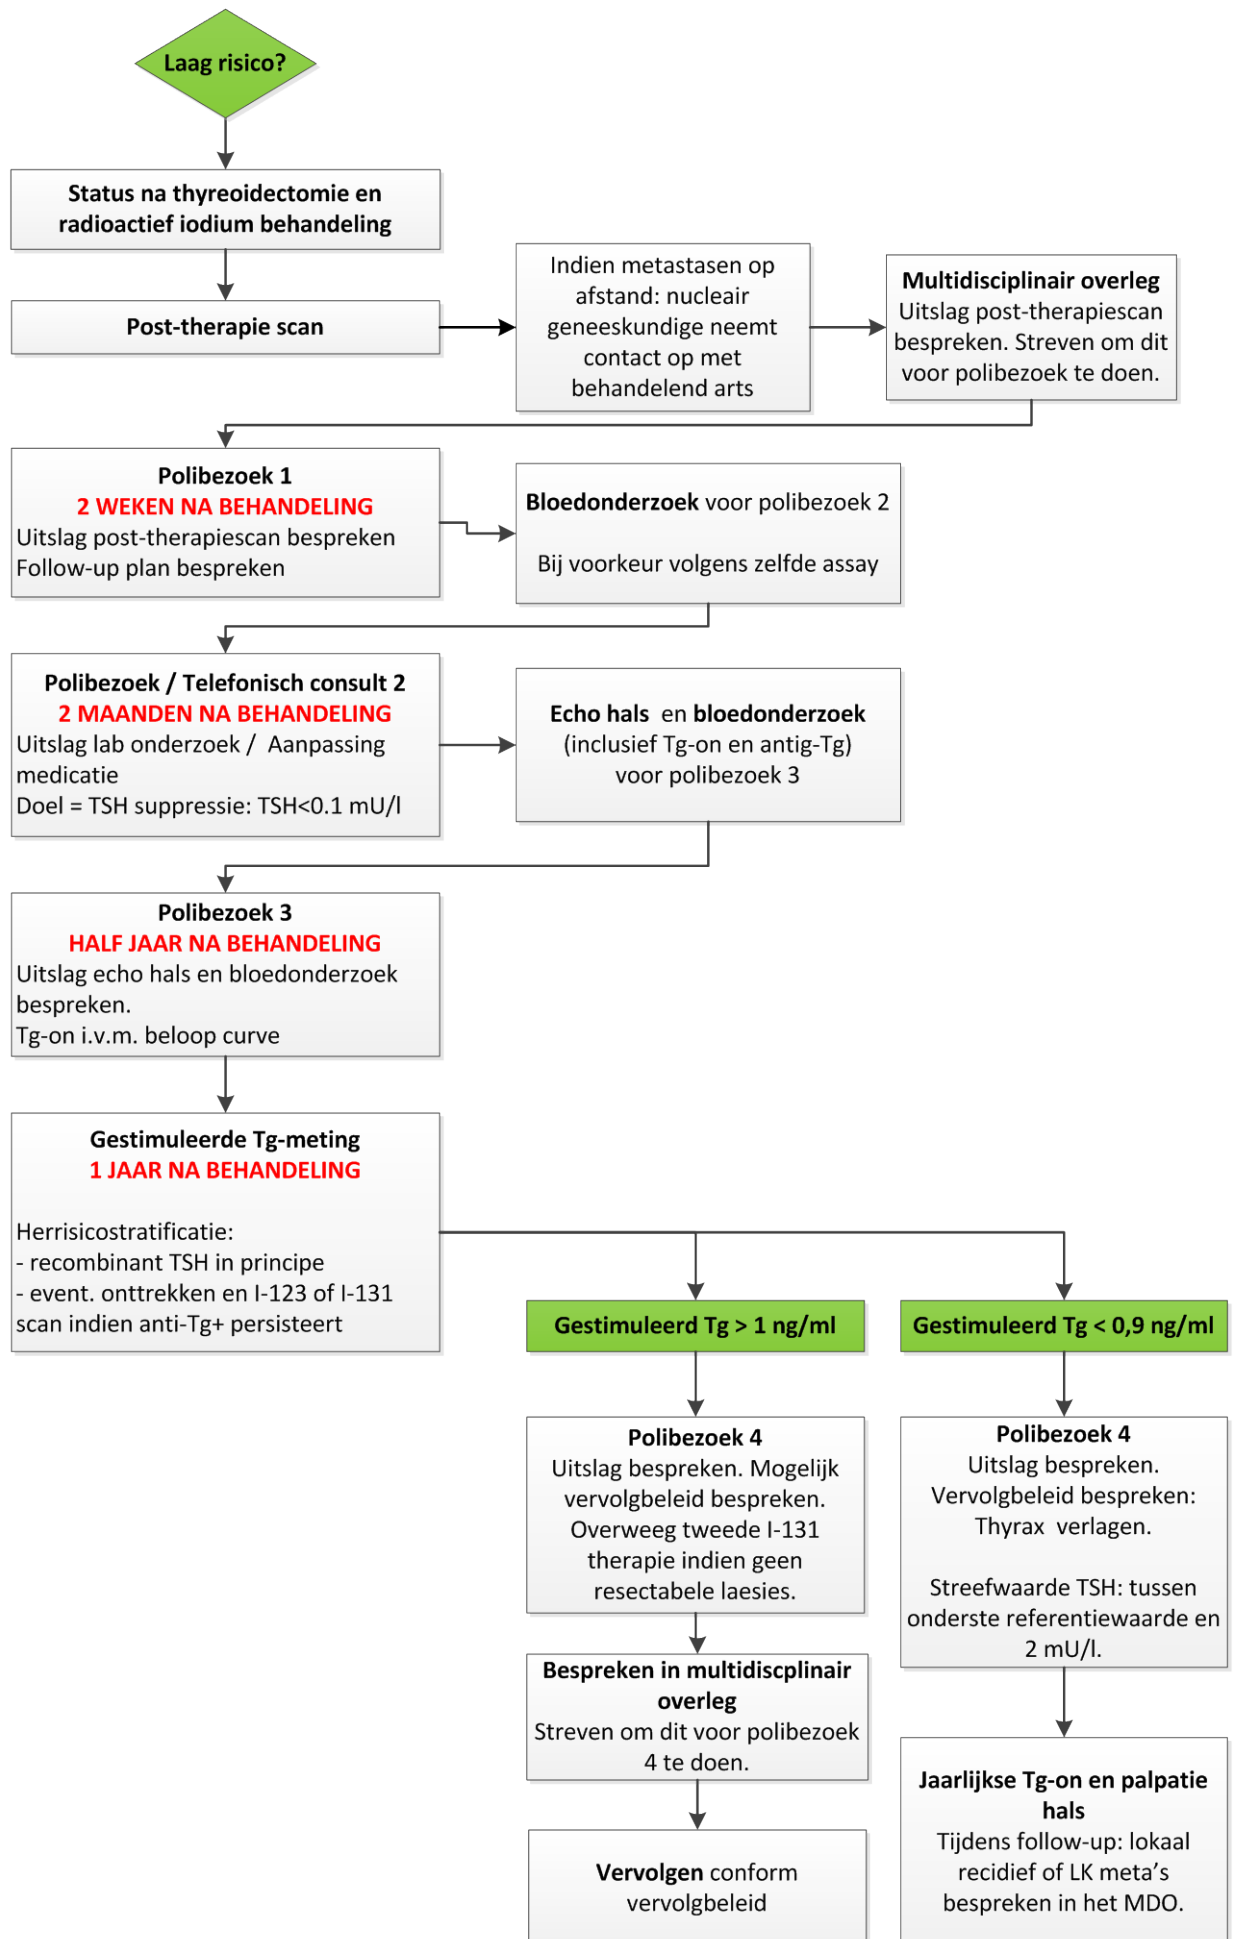 Laag risico?
Status na thyreoidectomie en
radioactief iodium behandeling
Post-therapie scan
Indien metastasen op
afstand: nucleair
geneeskundige neemt
contact op met
behandelend arts
Multidisciplinair overleg
Uitslag post-therapiescan
bespreken. Streven om dit
voor polibezoek te doen.
Polibezoek 1
2 WEKEN NA BEHANDELING
Uitslag post-therapiescan bespreken
Follow-up plan bespreken
Bloedonderzoek voor polibezoek 2
Bij voorkeur volgens zelfde assay
Polibezoek / Telefonisch consult 2
2 MAANDEN NA BEHANDELING
Uitslag lab onderzoek / Aanpassing
medicatie
Doel = TSH suppressie: TSH<0.1 mU/l
Echo hals en bloedonderzoek
(inclusief Tg-on en antig-Tg)
voor polibezoek 3
Polibezoek 3
HALF JAAR NA BEHANDELING
Uitslag echo hals en bloedonderzoek
bespreken.
Tg-on i.v.m. beloop curve
Gestimuleerde Tg-meting
1 JAAR NA BEHANDELING
Herrisicostratificatie:
- recombinant TSH in principe
- event. onttrekken en I-123 of I-131
scan indien anti-Tg+ persisteert
Gestimuleerd Tg > 1 ng/ml
Polibezoek 4
Uitslag bespreken. Mogelijk
vervolgbeleid bespreken.
Overweeg tweede I-131
therapie indien geen
resectabele laesies.
Bespreken in multidiscplinair
overleg
Streven om dit voor polibezoek
4 te doen.
Vervolgen conform
vervolgbeleid
Gestimuleerd Tg < 0,9 ng/ml
Polibezoek 4
Uitslag bespreken.
Vervolgbeleid bespreken:
Thyrax verlagen.
Streefwaarde TSH: tussen
onderste referentiewaarde en
2 mU/l.
Jaarlijkse Tg-on en palpatie
hals
Tijdens follow-up: lokaal
recidief of LK meta's
bespreken in het MDO.